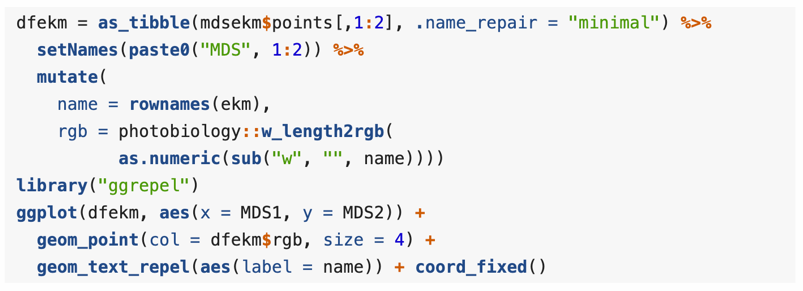 dfekm = as_tibble(mdsekm$points[,1:2], .name_repair = "minimal") %>%
  setNames(paste0("MDS", 1:2)) %>%
  mutate(
    name = rownames(ekm),
    rgb = photobiology::w_length2rgb(
          as.numeric(sub("w", "", name))))
library("ggrepel")
ggplot(dfekm, aes(x = MDS1, y = MDS2)) +
  geom_point(col = dfekm$rgb, size = 4) +
  geom_text_repel(aes(label = name)) + coord_fixed()